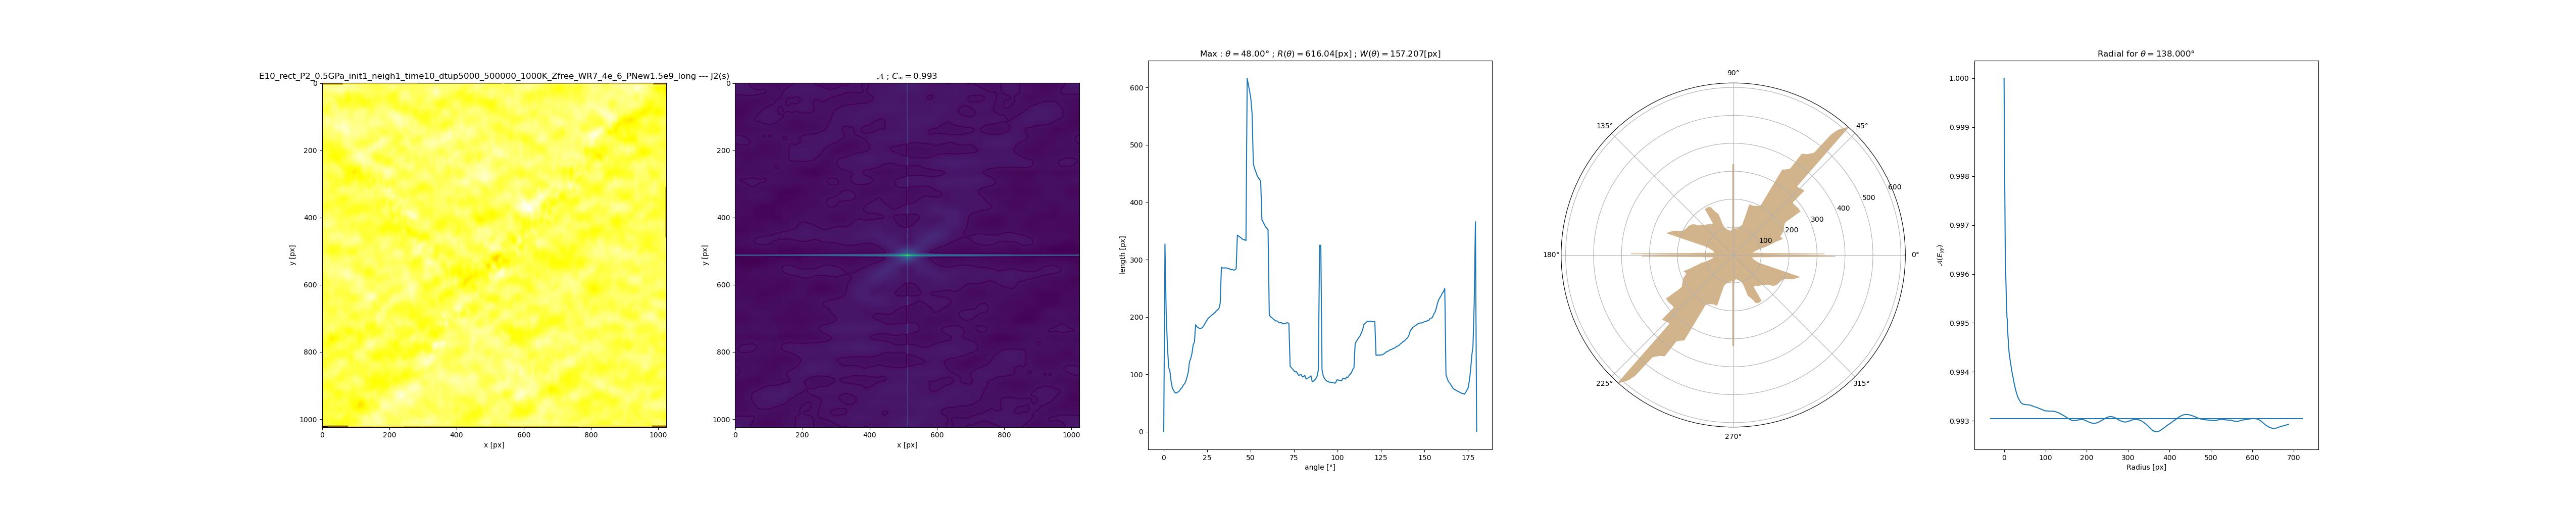 E10_rect_P2_0.5GPa_init1_neigh1_time10_dtup5000_500000_1000K_Zfree_WR7_4e_6_PNew1.5e9_long --- J2(s)
0
200
400
600
800
1000
y [px]
0 200 400 600 800 1000
x [px]
𝒜 ; C∞ = 0.993
0
200
400
600
800
1000
y [px]
0 200 400 600 800 1000
x [px]
Max : θ = 48.00° ; R(θ) = 616.04[px] ; W(θ) = 157.207[px]
600
500
400
300
200
100
0
length [px]
0 25 50 75 100 125 150 175
angle [°]
90°
135° 45°
180° 0°
225° 315°
270°
100 200 300 400 500 600
Radial for θ = 138.000°
1.000
0.999
0.998
0.997
0.996
0.995
0.994
0.993
𝒜(Eyy)
0 100 200 300 400 500 600 700
Radius [px]